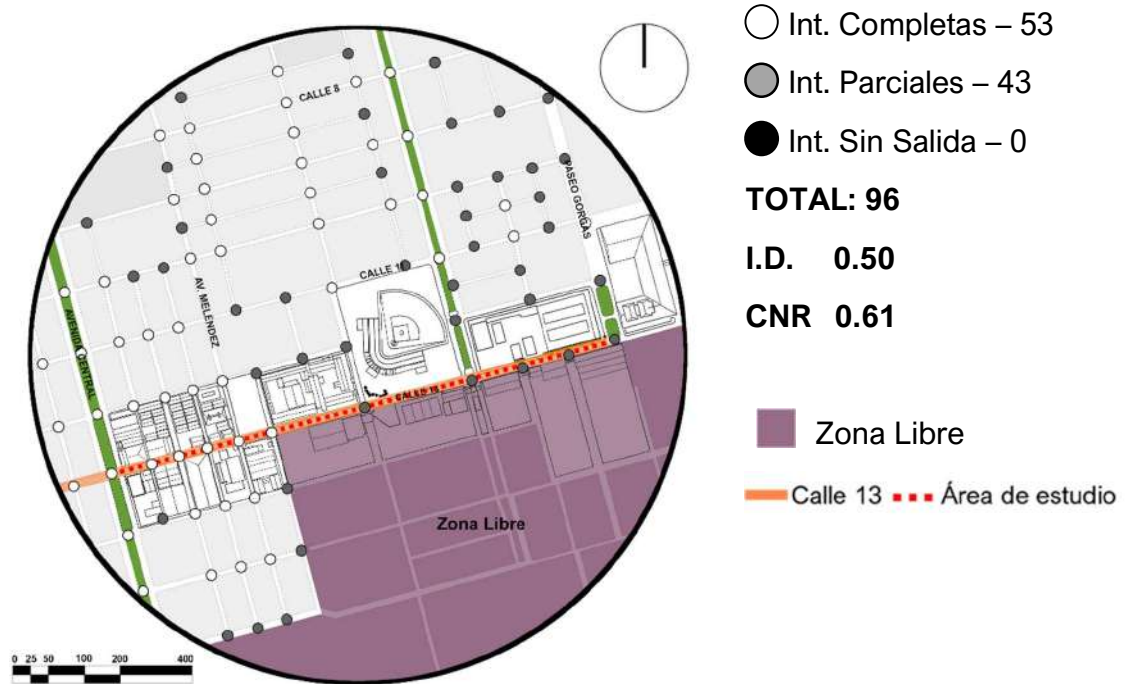 Int. Completas – 53
Int. Parciales – 43
Int. Sin Salida – 0
TOTAL: 96
I.D. 0.50
CNR 0.61
Zona Libre
Calle 13
Área de estudio
CALLE 8
PASEO GORGAS
CALLE 11
AV. MELÉNDEZ
AVENIDA CENTRAL
Zona Libre
0 25 50 100 200 400